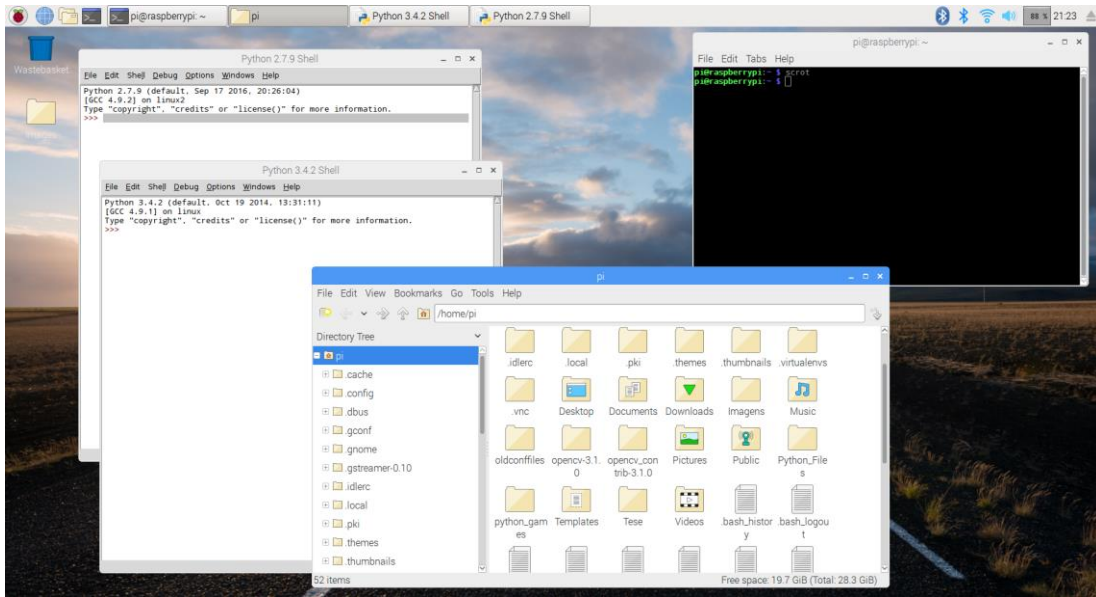 pi@raspberrypi: ~
pi
Python 3.4.2 Shell
Python 2.7.9 Shell
21:23
Wastebasket
Python 2.7.9 Shell
File Edit Shell Debug Options Windows Help
Python 2.7.9 (default, Sep 17 2016, 20:26:04)
[GCC 4.9.2] on linux2
Type "copyright", "credits" or "license()" for more information.
>>>
Python 3.4.2 Shell
File Edit Shell Debug Options Windows Help
Python 3.4.2 (default, Oct 19 2014, 13:31:11)
[GCC 4.9.1] on linux
Type "copyright", "credits" or "license()" for more information.
>>>
pi@raspberrypi: ~
File Edit Tabs Help
pi@raspberrypi:~ $ scrot
pi@raspberrypi:~ $
pi
File Edit View Bookmarks Go Tools Help
/home/pi
Directory Tree
pi
.cache
.config
.dbus
.gconf
.gnome
.gstreamer-0.10
.idlerc
.local
.pki
.themes
.thumbnails
.idlerc .local .pki .themes .thumbnails .virtualenvs
.vnc Desktop Documents Downloads Imagens Music
oldconffiles opencv-3.1. opencv_con Pictures Public Python_File
0 trib-3.1.0 s
python_gam Templates Tese Videos .bash_histor .bash_logou
es y t
52 items
Free space: 19.7 GiB (Total: 28.3 GiB)